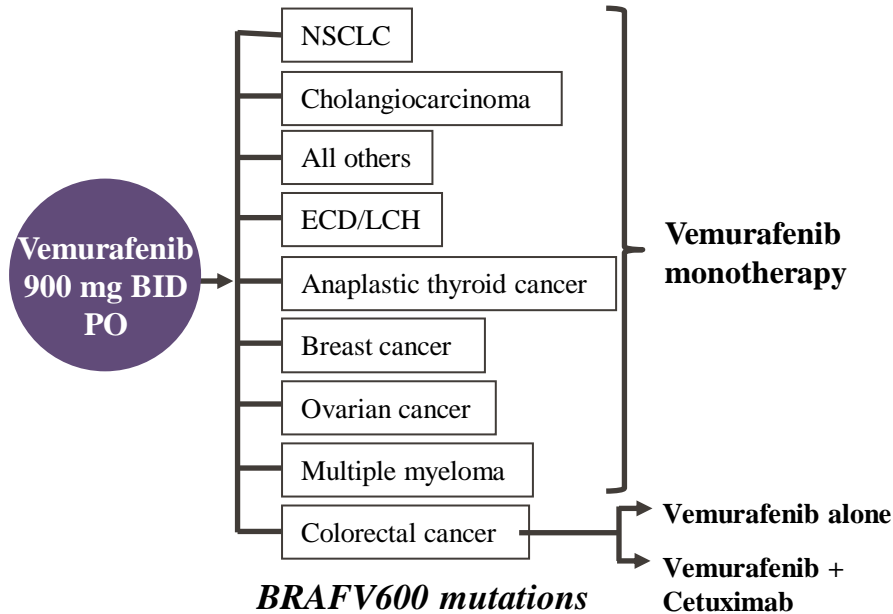 Vemurafenib
900 mg BID
PO
NSCLC
Cholangiocarcinoma
All others
ECD/LCH
Anaplastic thyroid cancer
Breast cancer
Ovarian cancer
Multiple myeloma
Colorectal cancer
Vemurafenib
monotherapy
Vemurafenib alone
Vemurafenib +
Cetuximab
BRAFV600 mutations